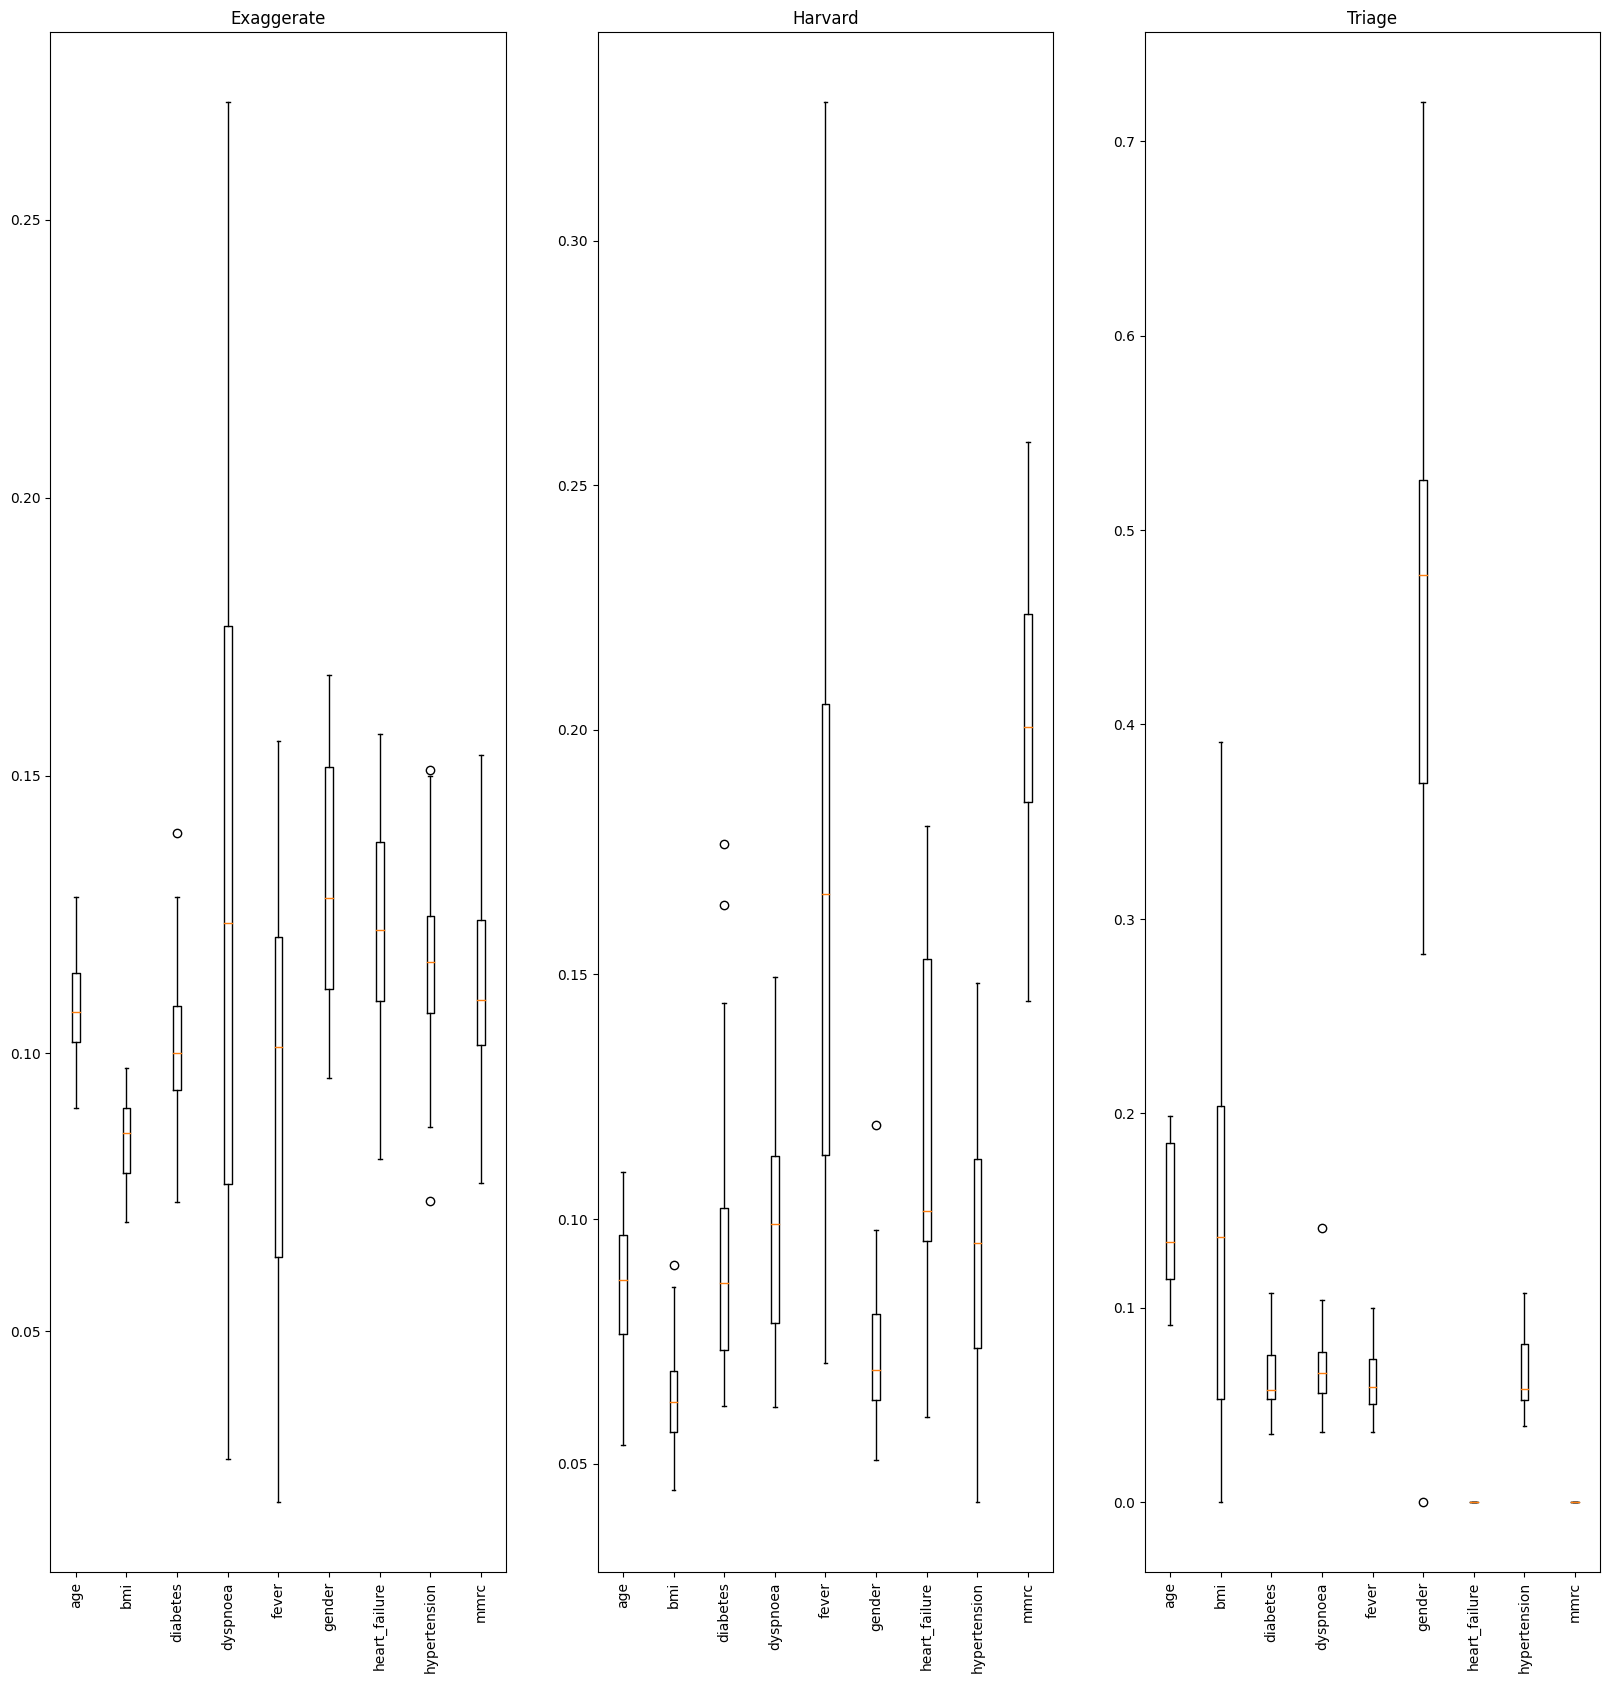 Exaggerate
0.25
0.20
0.15
0.10
0.05
age
bmi
diabetes
dyspnoea
fever
gender
heart_failure
hypertension
mmrc
Harvard
0.30
0.25
0.20
0.15
0.10
0.05
age
bmi
diabetes
dyspnoea
fever
gender
heart_failure
hypertension
mmrc
Triage
0.7
0.6
0.5
0.4
0.3
0.2
0.1
0.0
age
bmi
diabetes
dyspnoea
fever
gender
heart_failure
hypertension
mmrc